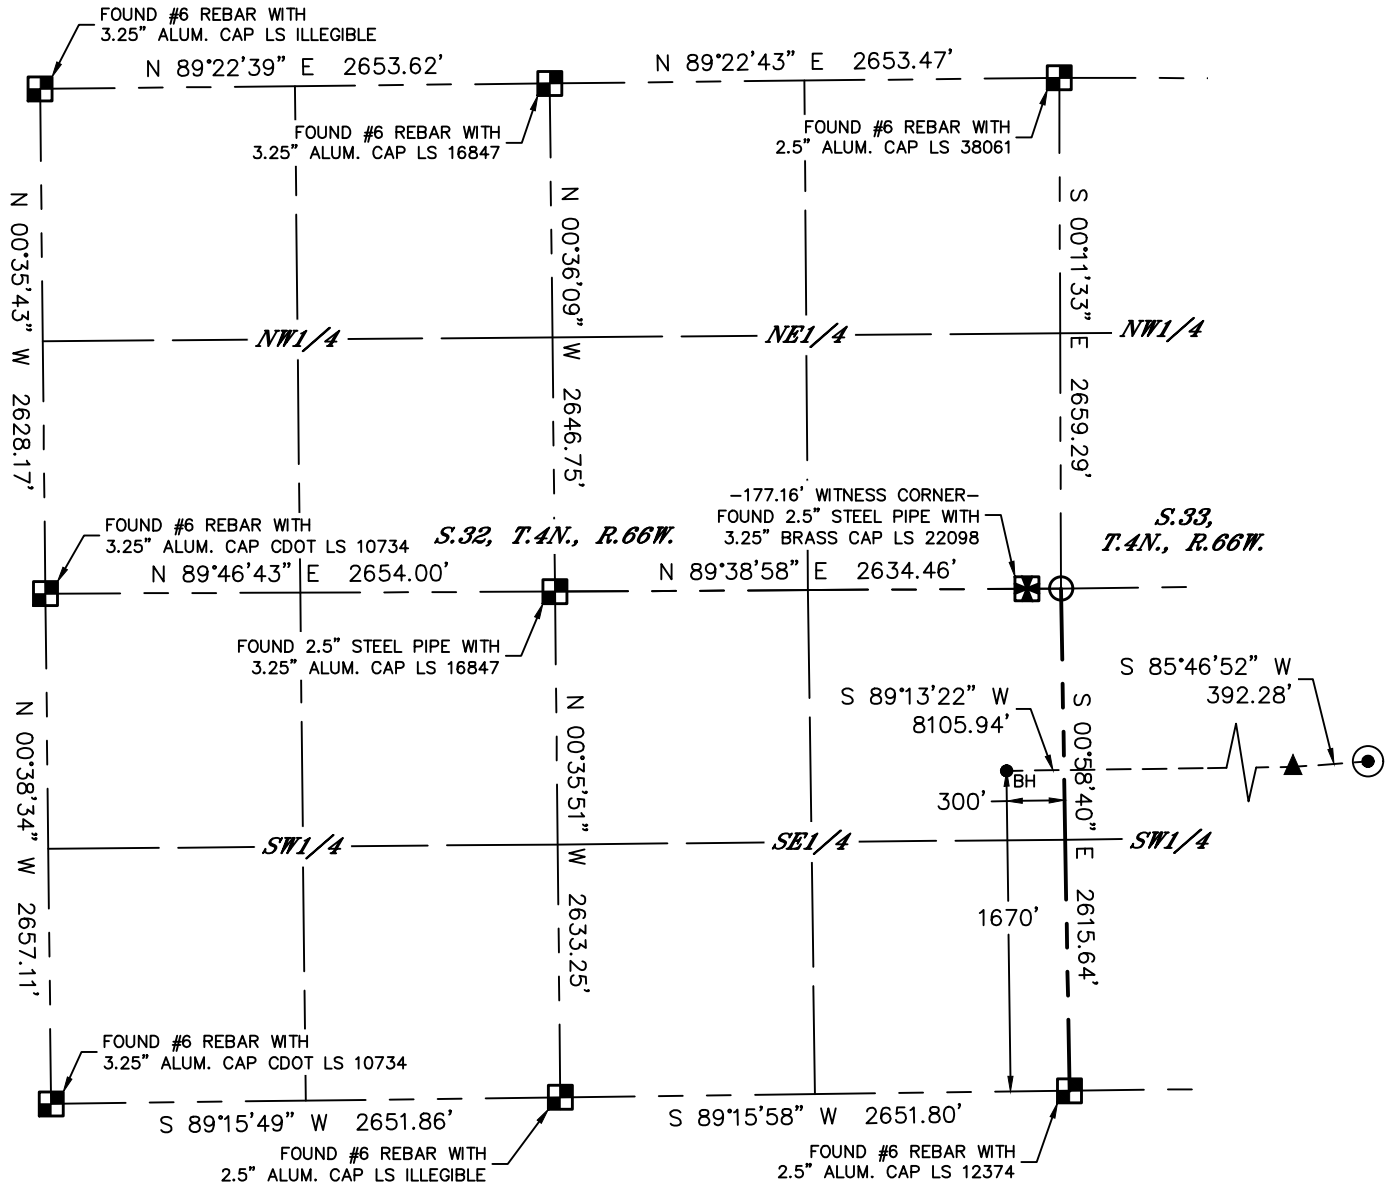 FOUND #6 REBAR WITH
3.25" ALUM. CAP LS ILLEGIBLE
N 89°22'39" E 2653.62'
N 89°22'43" E 2653.47'
FOUND #6 REBAR WITH
3.25" ALUM. CAP LS 16847
FOUND #6 REBAR WITH
2.5" ALUM. CAP LS 38061
N 00°35'43" W 2628.17'
N 00°36'09" W 2646.75'
S 00°11'33" E 2659.29'
NW1/4
NE1/4
NW1/4
-177.16' WITNESS CORNER-
FOUND 2.5" STEEL PIPE WITH
3.25" BRASS CAP LS 22098
FOUND #6 REBAR WITH
3.25" ALUM. CAP CDOT LS 10734
S.32, T.4N., R.66W.
S.33,
T.4N., R.66W.
N 89°46'43" E 2654.00'
N 89°38'58" E 2634.46'
FOUND 2.5" STEEL PIPE WITH
3.25" ALUM. CAP LS 16847
S 89°13'22" W
8105.94'
S 85°46'52" W
392.28'
N 00°38'34" W 2657.11'
N 00°35'51" W 2633.25'
S 00°58'40" E 2615.64'
BH
300'
SW1/4
SE1/4
SW1/4
1670'
FOUND #6 REBAR WITH
3.25" ALUM. CAP CDOT LS 10734
S 89°15'49" W 2651.86'
S 89°15'58" W 2651.80'
FOUND #6 REBAR WITH
2.5" ALUM. CAP LS ILLEGIBLE
FOUND #6 REBAR WITH
2.5" ALUM. CAP LS 12374